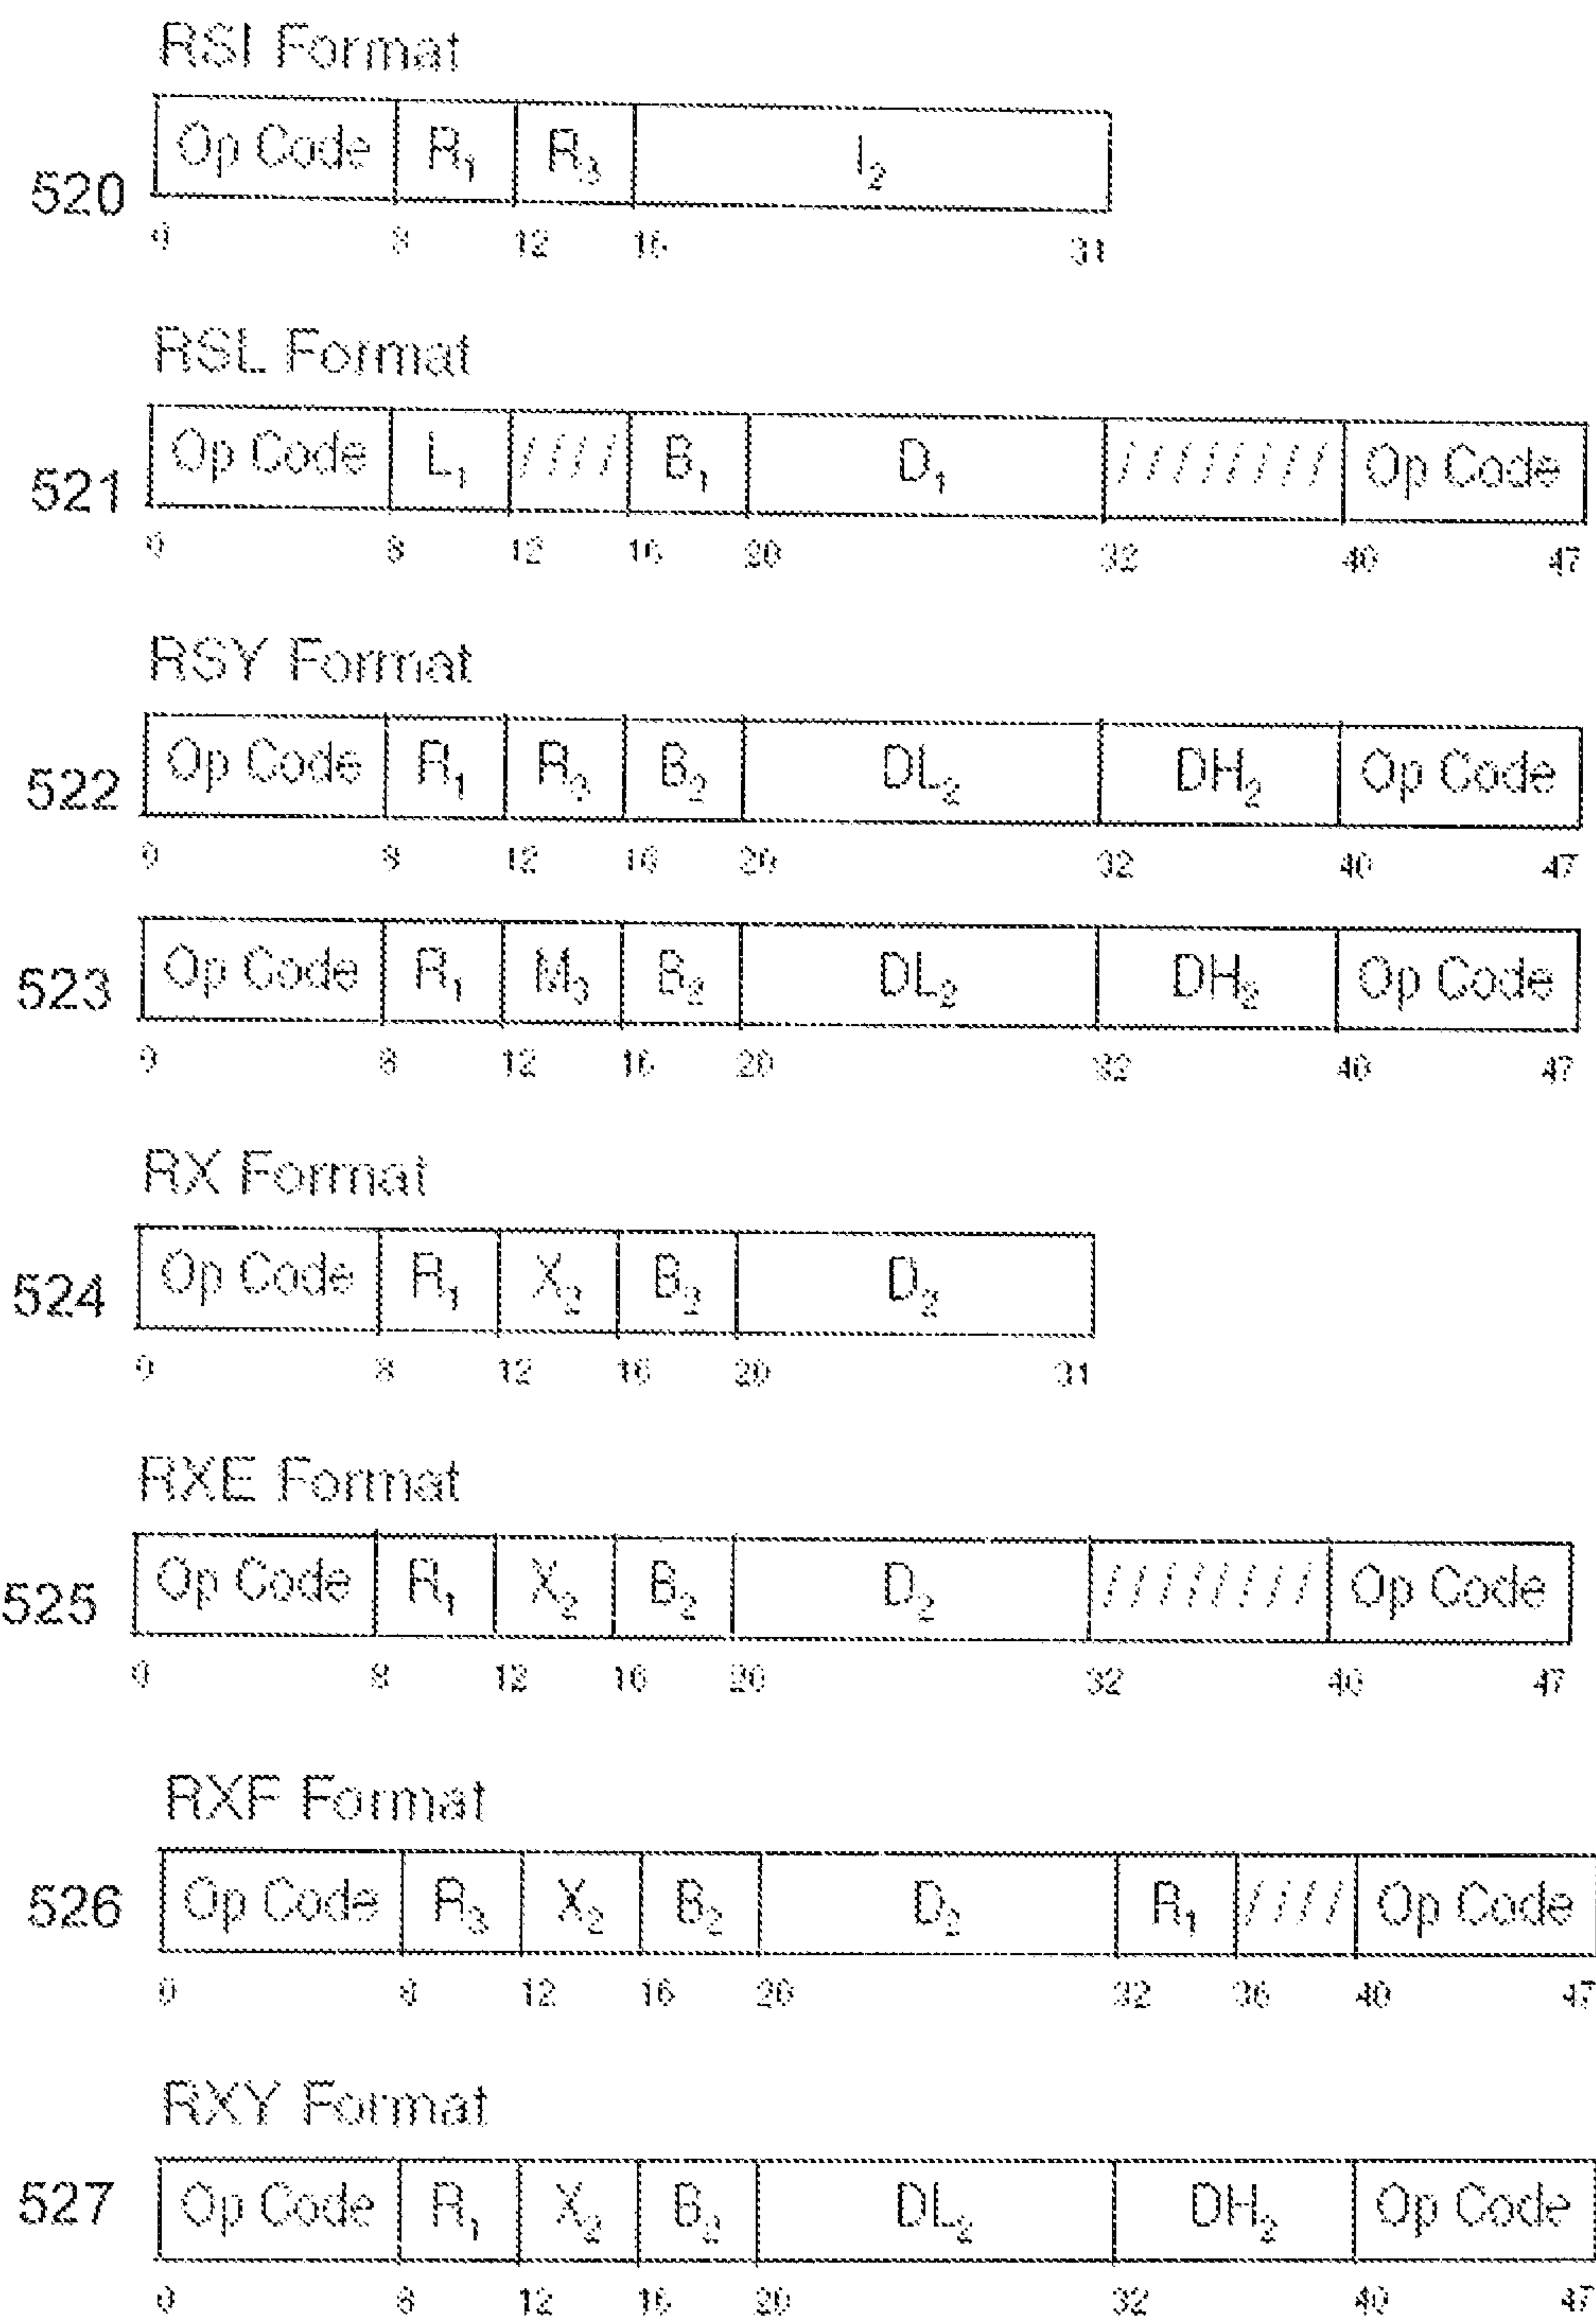 RSI Format
520 Op Code R₁ R₃ I₂
0 8 12 16 31
RSL Format
521 Op Code L₁ //// B₁ D₁ //////// Op Code
0 8 12 16 20 32 40 47
RSY Format
522 Op Code R₁ R₃ B₂ DL₂ DH₂ Op Code
0 8 12 16 20 32 40 47
523 Op Code R₁ M₃ B₂ DL₂ DH₂ Op Code
0 8 12 16 20 32 40 47
RX Format
524 Op Code R₁ X₂ B₂ D₂
0 8 12 16 20 31
RXE Format
525 Op Code R₁ X₂ B₂ D₂ //////// Op Code
0 8 12 16 20 32 40 47
RXF Format
526 Op Code R₃ X₂ B₂ D₂ R₁ //// Op Code
0 8 12 16 20 32 36 40 47
RXY Format
527 Op Code R₁ X₂ B₂ DL₂ DH₂ Op Code
0 8 12 16 20 32 40 47